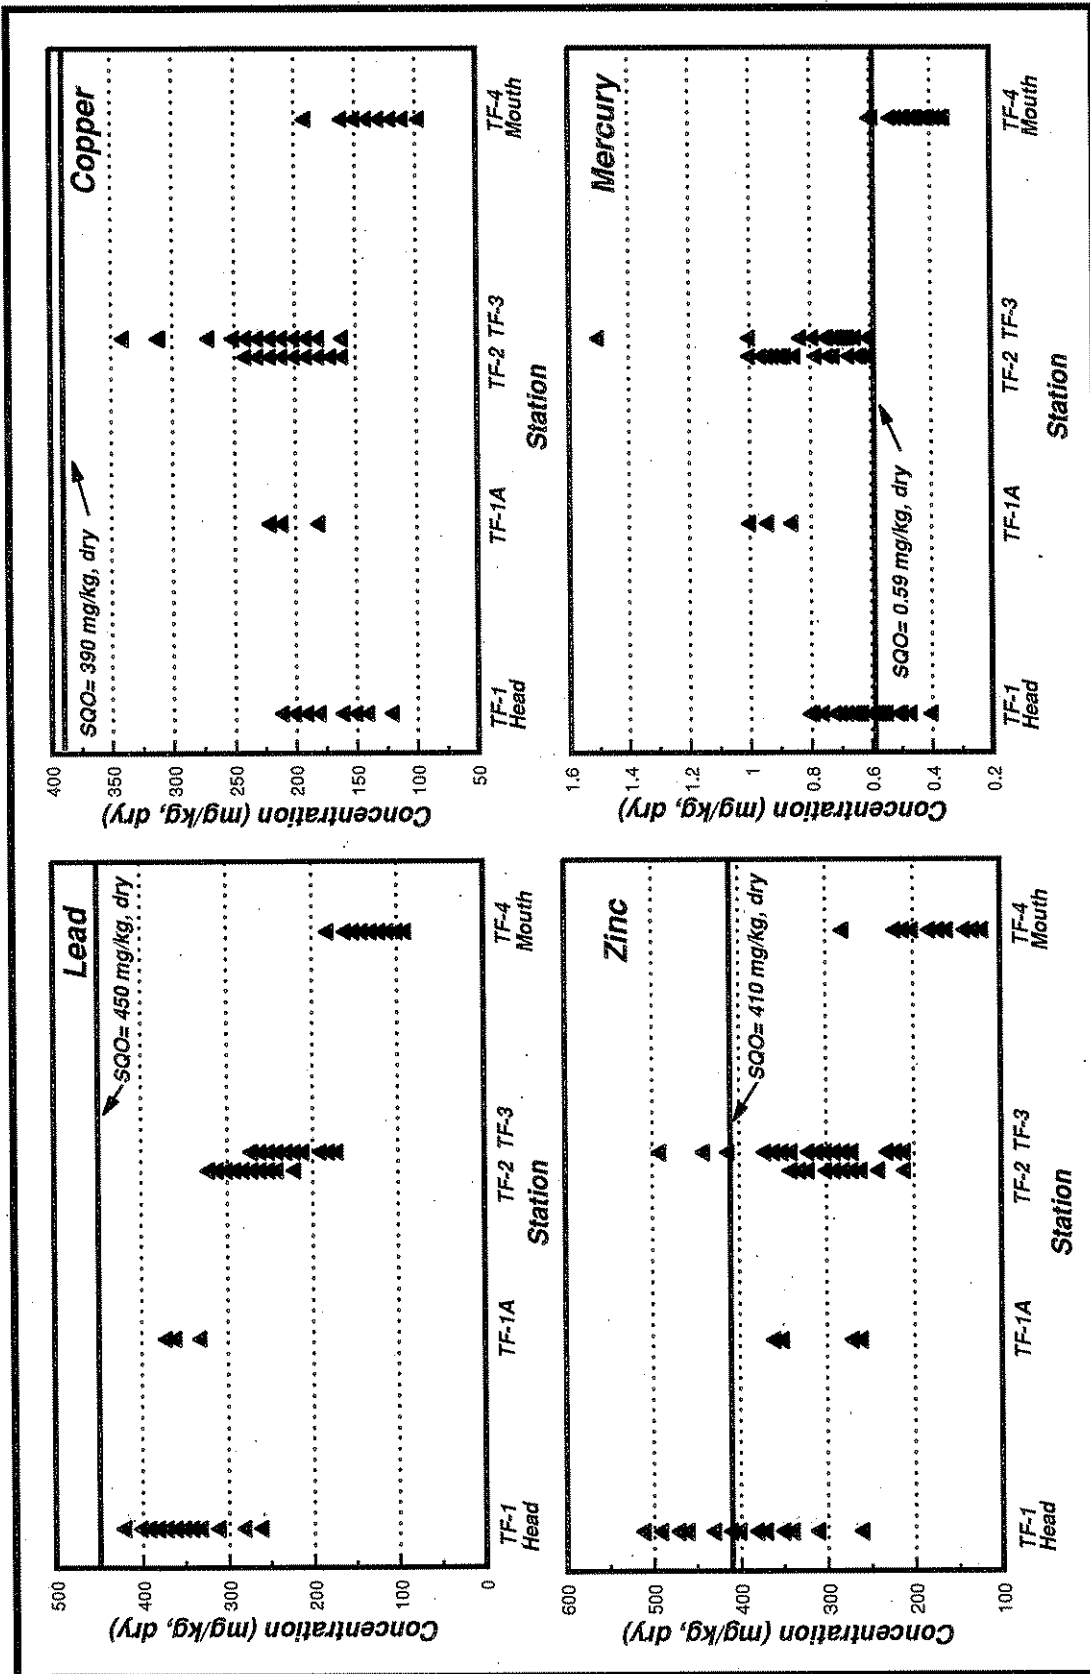 Lead
Concentration (mg/kg, dry)
500
400
300
200
100
0
SQO= 450 mg/kg, dry
TF-1
Head
TF-1A
TF-2
TF-3
TF-4
Mouth
Station
Copper
Concentration (mg/kg, dry)
400
350
300
250
200
150
100
50
SQO= 390 mg/kg, dry
TF-1
Head
TF-1A
TF-2
TF-3
TF-4
Mouth
Station
Zinc
Concentration (mg/kg, dry)
600
500
400
300
200
100
SQO= 410 mg/kg, dry
TF-1
Head
TF-1A
TF-2
TF-3
TF-4
Mouth
Station
Mercury
Concentration (mg/kg, dry)
1.6
1.4
1.2
1
0.8
0.6
0.4
0.2
SQO= 0.59 mg/kg, dry
TF-1
Head
TF-1A
TF-2
TF-3
TF-4
Mouth
Station